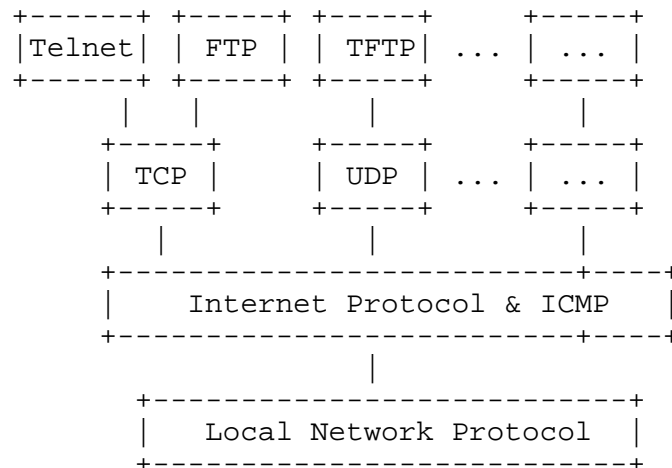 Telnet FTP TFTP ... ...
TCP UDP ... ...
Internet Protocol & ICMP
Local Network Protocol